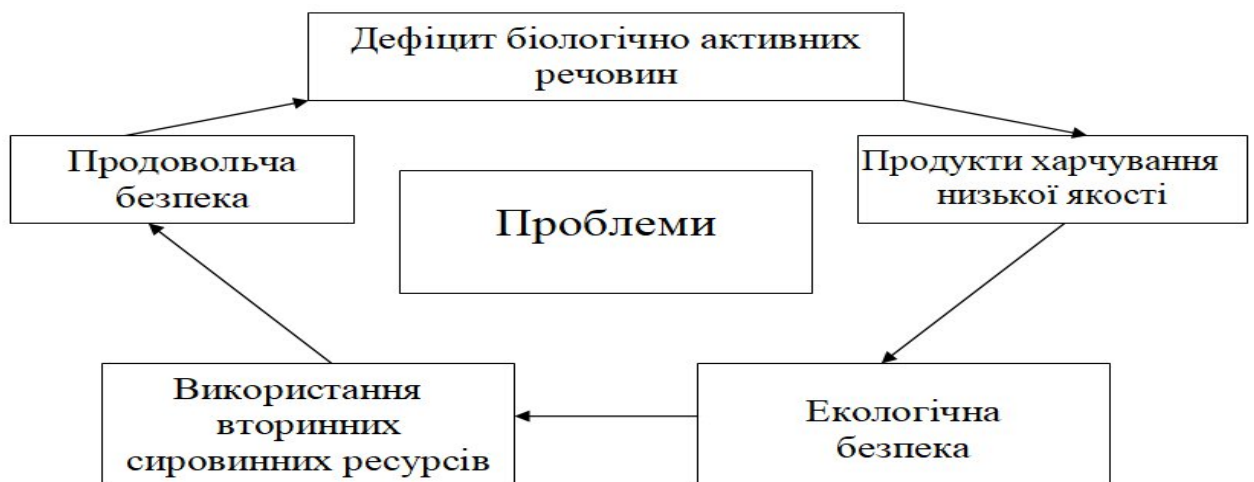 Дефіцит біологічно активних
речовин
Продовольча
безпека
Продукти харчування
низької якості
Проблеми
Використання
вторинних
сировинних ресурсів
Екологічна
безпека